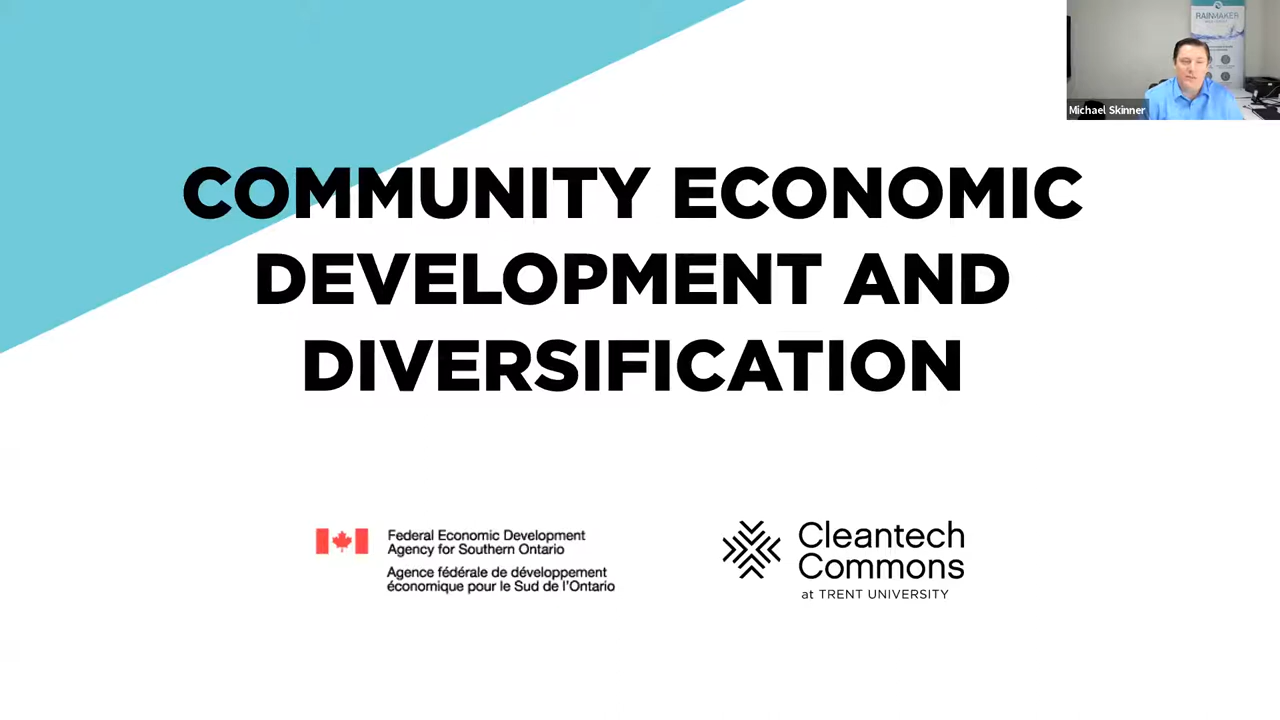 RAINMAKER
Michael Skinner
COMMUNITY ECONOMIC
DEVELOPMENT AND
DIVERSIFICATION
Federal Economic Development
Agency for Southern Ontario
Agence fédérale de développement
économique pour le Sud de l'Ontario
Cleantech
Commons
at TRENT UNIVERSITY